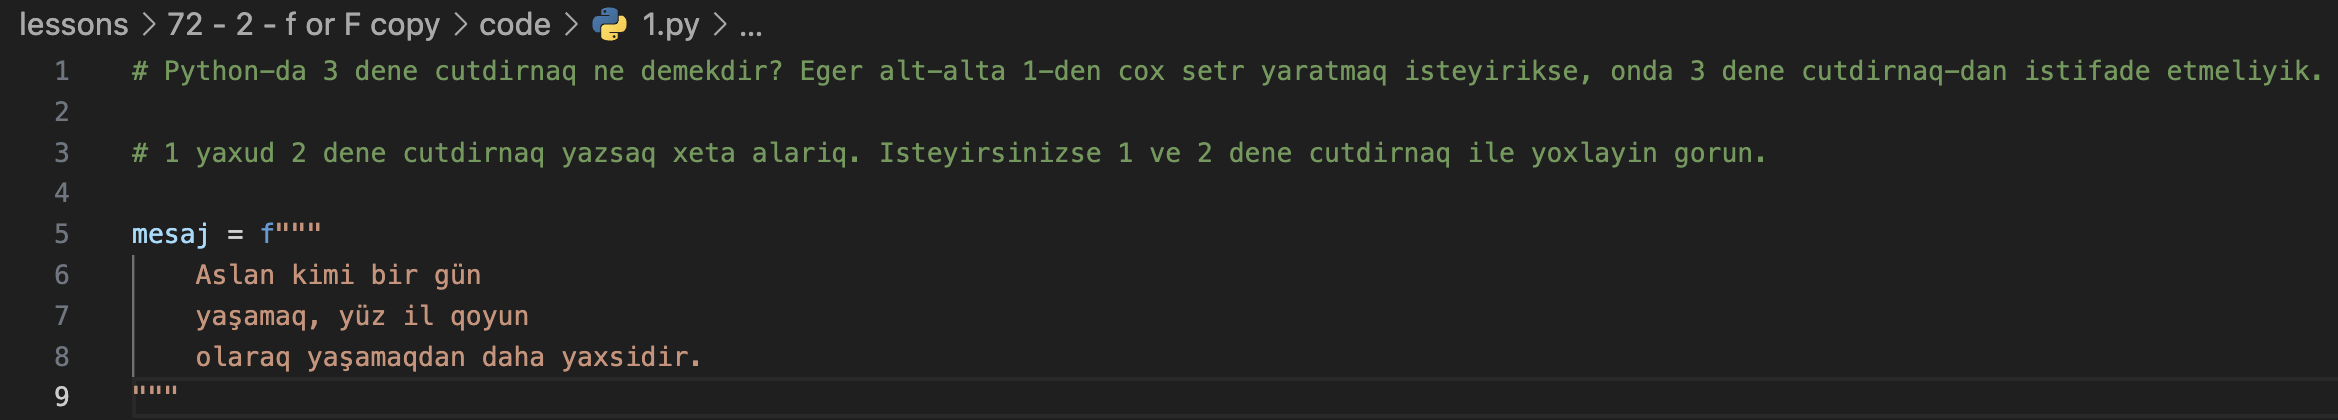 lessons > 72 - 2 - f or F copy > code > 1.py > ...
1 # Python-da 3 dene cutdirnaq ne demekdir? Eger alt-alta 1-den cox setr yaratmaq isteyirikse, onda 3 dene cutdirnaq-dan istifade etmeliyik.
2
3 # 1 yaxud 2 dene cutdirnaq yazsaq xeta alariq. Isteyirsinizse 1 ve 2 dene cutdirnaq ile yoxlayin gorun.
4
5 mesaj = f"""
6     Aslan kimi bir gün
7     yaşamaq, yüz il qoyun
8     olaraq yaşamaqdan daha yaxsidir.
9 """